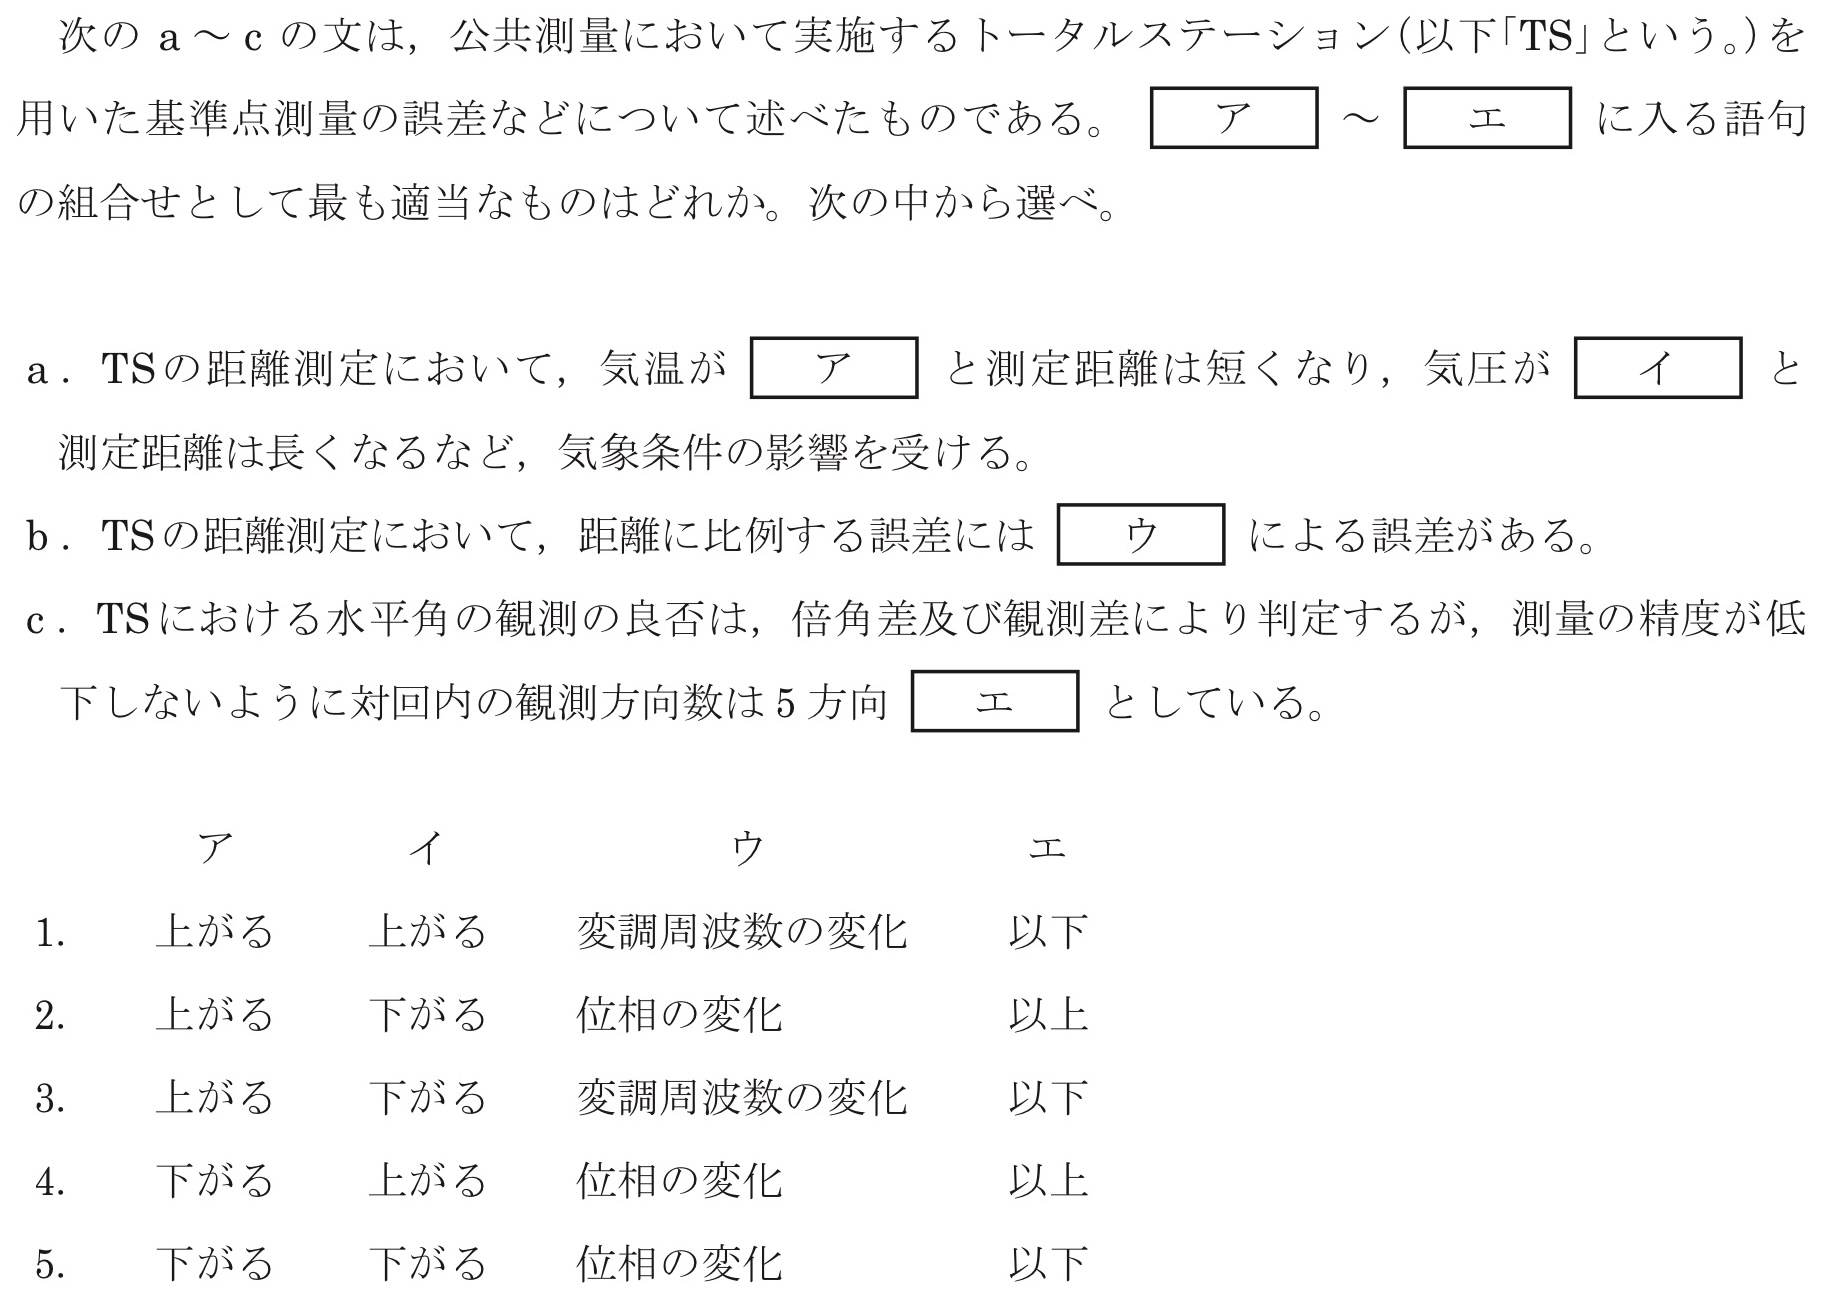 次の a ～ c の文は，公共測量において実施するトータルステーション(以下｢TS｣という｡)を
用いた基準点測量の誤差などについて述べたものである。 ア ～ エ に入る語句
の組合せとして最も適当なものはどれか。次の中から選べ。
a．TSの距離測定において，気温が ア と測定距離は短くなり，気圧が イ と
測定距離は長くなるなど，気象条件の影響を受ける。
b．TSの距離測定において，距離に比例する誤差には ウ による誤差がある。
c．TSにおける水平角の観測の良否は，倍角差及び観測差により判定するが，測量の精度が低
下しないように対回内の観測方向数は 5 方向 エ としている。
ア イ ウ エ
1. 上がる 上がる 変調周波数の変化 以下
2. 上がる 下がる 位相の変化 以上
3. 上がる 下がる 変調周波数の変化 以下
4. 下がる 上がる 位相の変化 以上
5. 下がる 下がる 位相の変化 以下